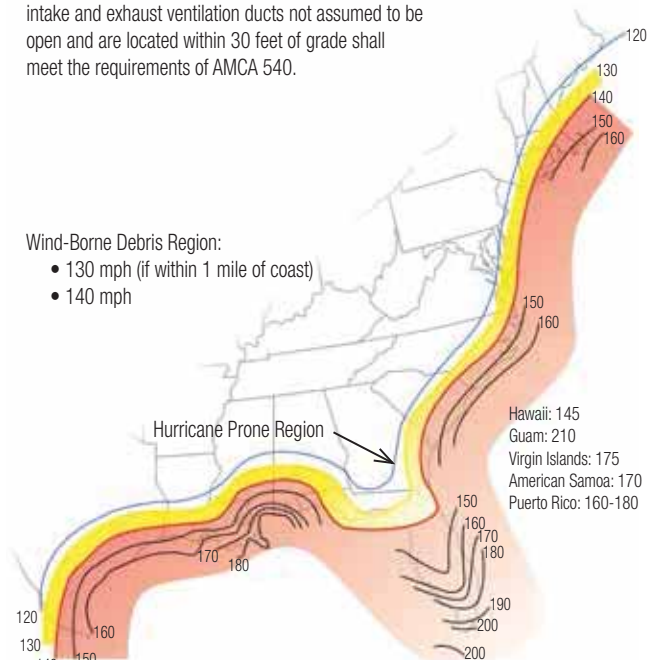 intake and exhaust ventilation ducts not assumed to be
open and are located within 30 feet of grade shall
meet the requirements of AMCA 540.
120
130
140
150
160
Wind-Borne Debris Region:
• 130 mph (if within 1 mile of coast)
• 140 mph
150
160
Hurricane Prone Region
Hawaii: 145
Guam: 210
Virgin Islands: 175
American Samoa: 170
Puerto Rico: 160-180
150
160
170
180
170
180
190
200
120
160
130
200
150